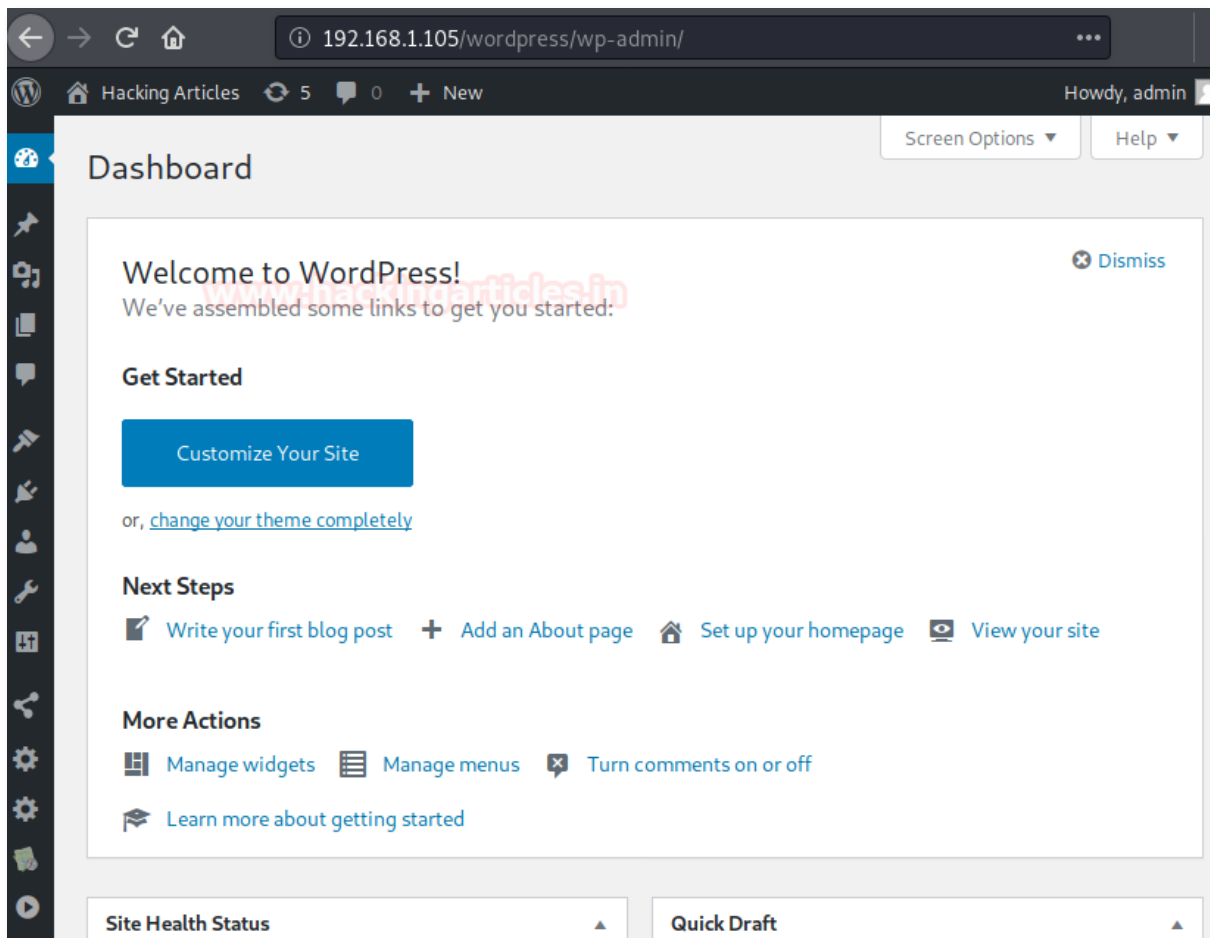 192.168.1.105/wordpress/wp-admin/
Hacking Articles 5 0 New Howdy, admin
Screen Options Help
Dashboard
Welcome to WordPress!
Dismiss
www.hackingarticles.in
We've assembled some links to get you started:
Get Started
Customize Your Site
or, change your theme completely
Next Steps
Write your first blog post Add an About page Set up your homepage View your site
More Actions
Manage widgets Manage menus Turn comments on or off
Learn more about getting started
Site Health Status Quick Draft